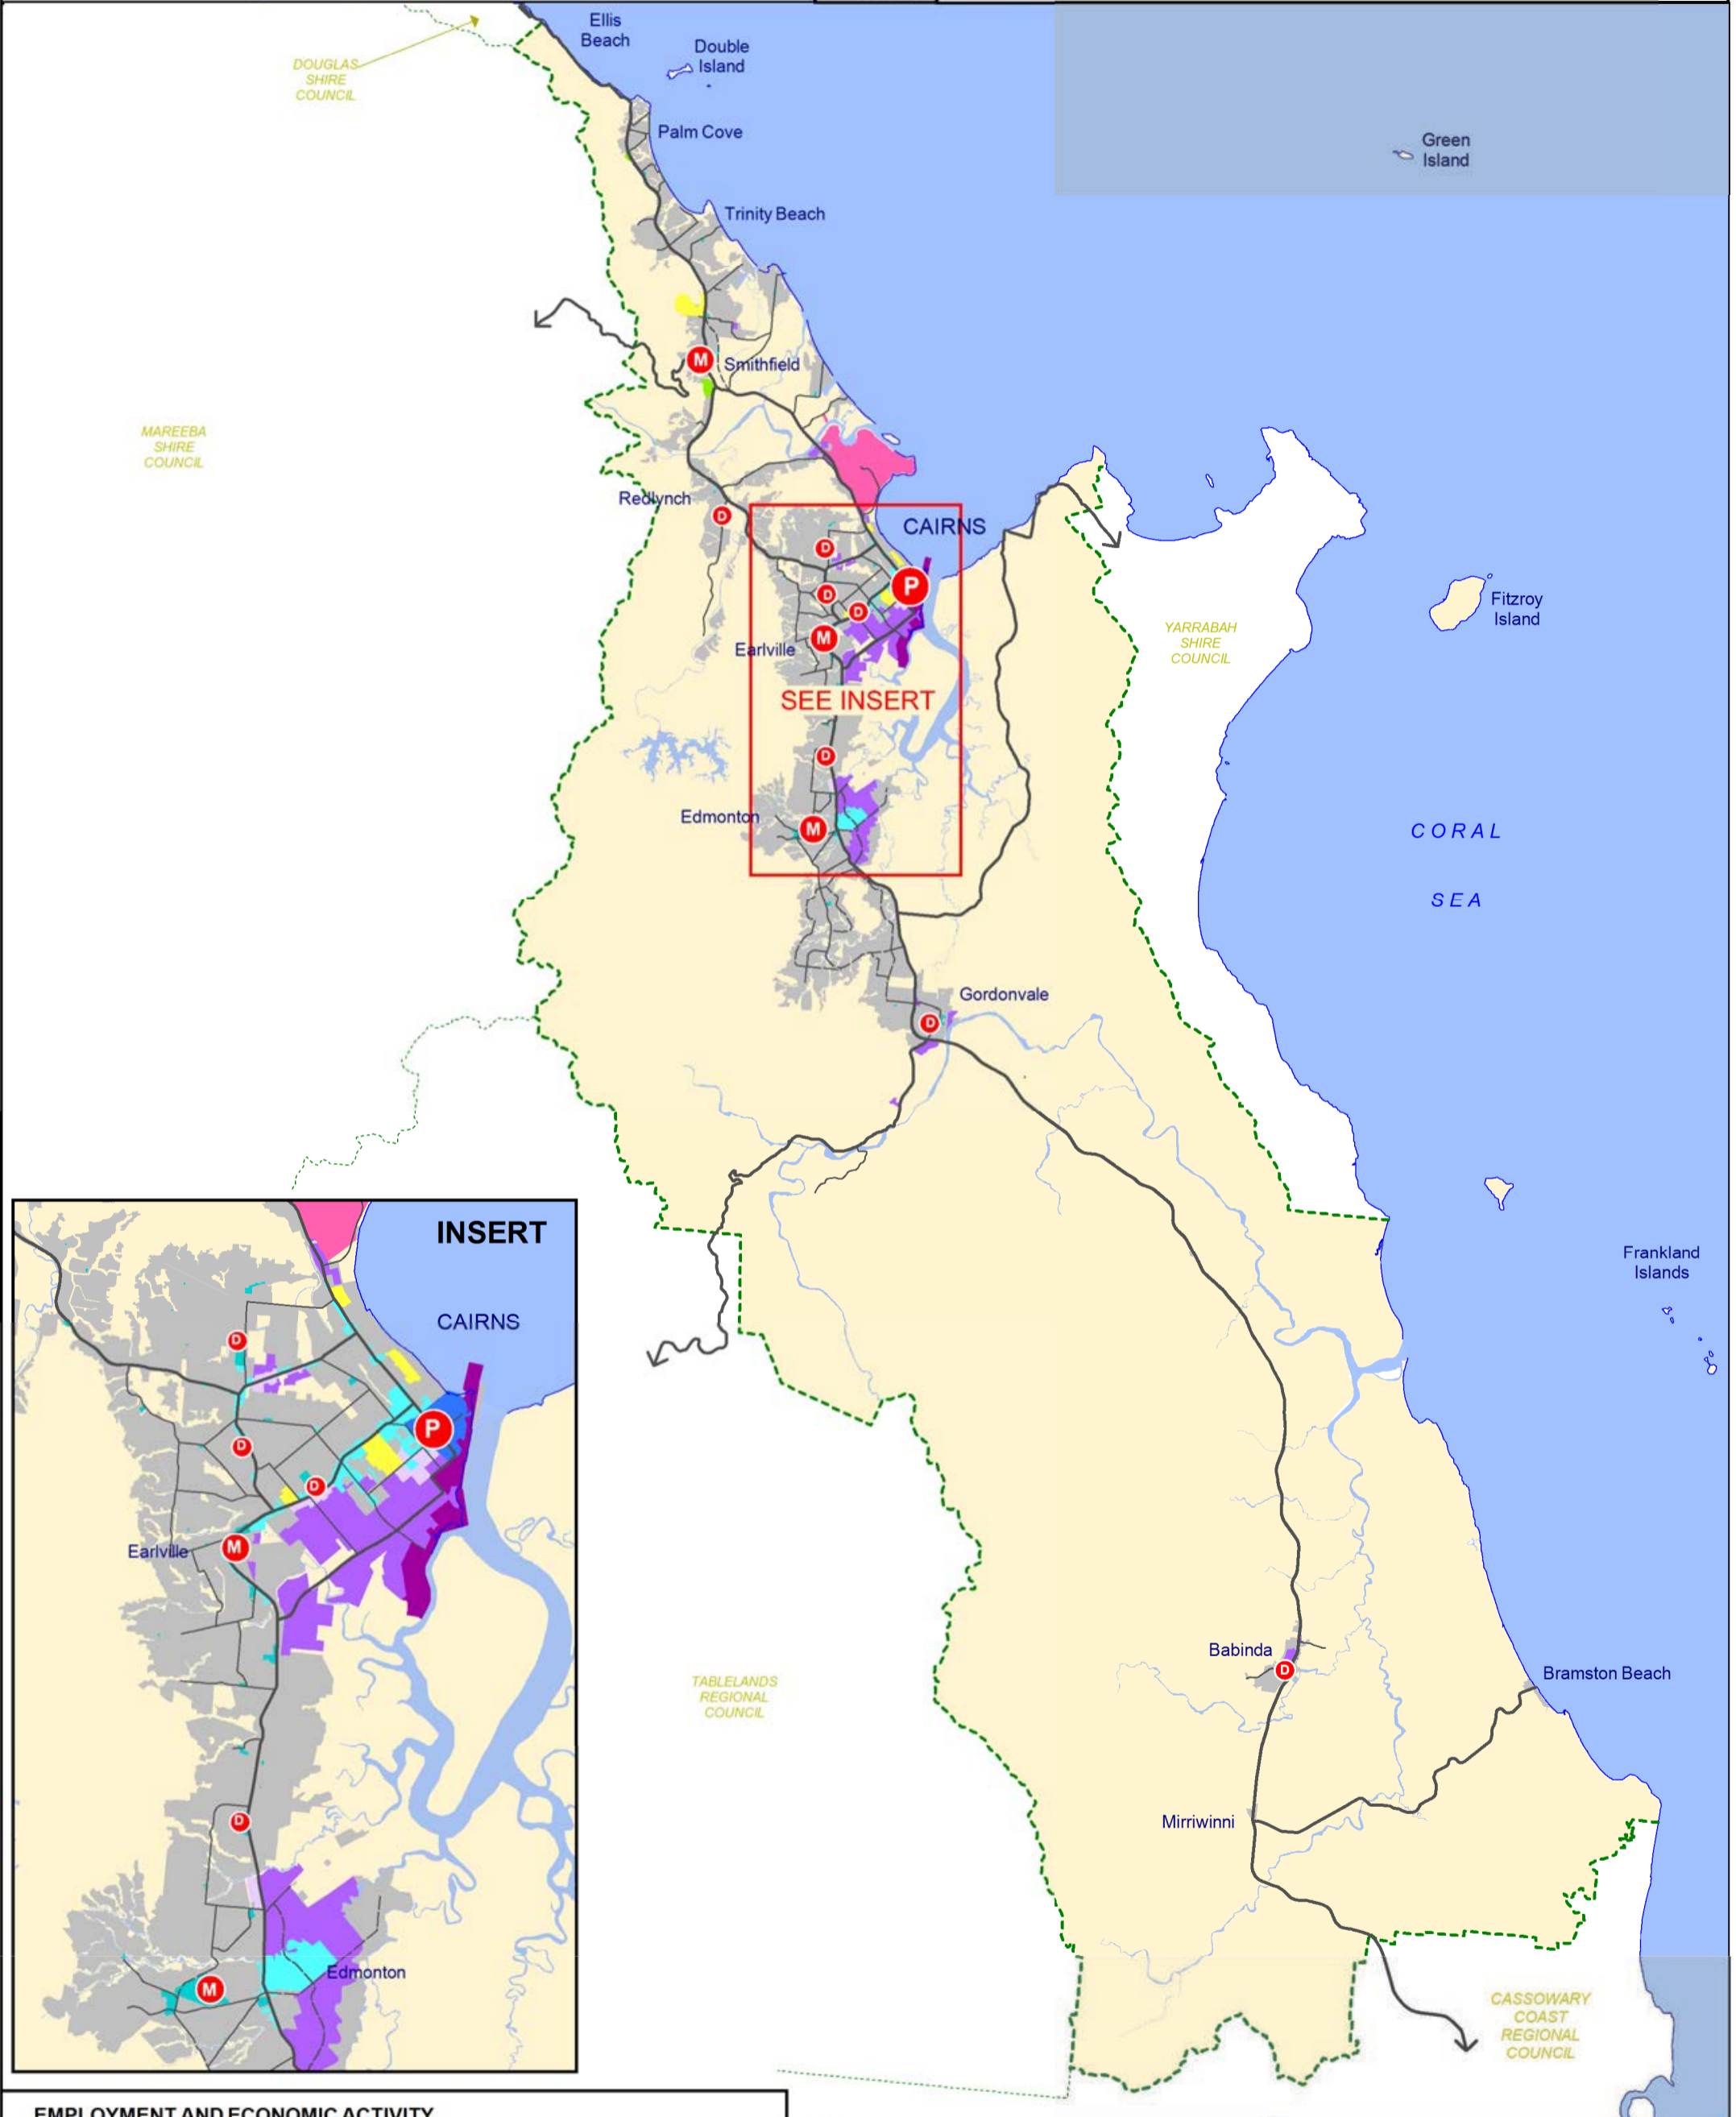 Ellis
Beach
Double
Island
DOUGLAS
SHIRE
COUNCIL
Palm Cove
Green
Island
Trinity Beach
M
Smithfield
MAREEBA
SHIRE
COUNCIL
Redlynch
D
CAIRNS
D
P
D
D
Fitzroy
Island
M
Earlville
YARRABAH
SHIRE
COUNCIL
SEE INSERT
D
Edmonton
M
CORAL
SEA
Gordonvale
D
INSERT
Frankland
Islands
CAIRNS
D
P
D
D
M
Earlville
Babinda
D
Bramston Beach
TABLELANDS
REGIONAL
COUNCIL
D
Mirriwinni
Edmonton
M
CASSOWARY
COAST
REGIONAL
COUNCIL
EMPLOYMENT AND ECONOMIC ACTIVITY